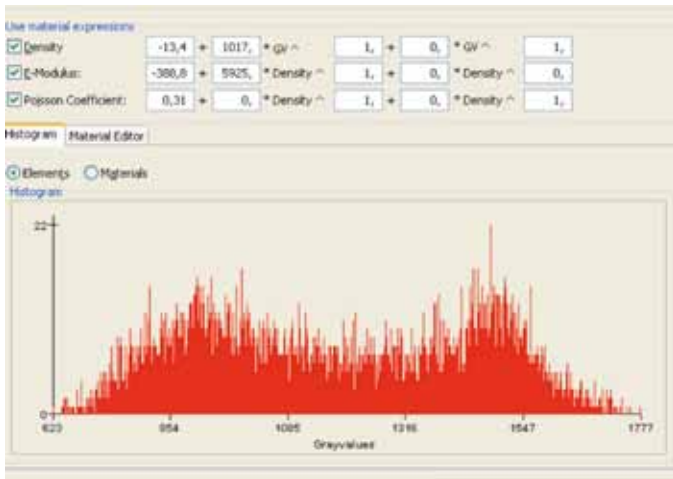 Use material expressions
Density -13,4 + 1017, * GV ^ 1, + 0, * GV ^ 1,
E-Modulus: -388,8 + 5925, * Density ^ 1, + 0, * Density ^ 0,
Poisson Coefficient: 0,31 + 0, * Density ^ 1, + 0, * Density ^ 1,
Histogram Material Editor
Elements Materials
Histogram
22
0
623 854 1085 1316 1547 1777
Grayvalues